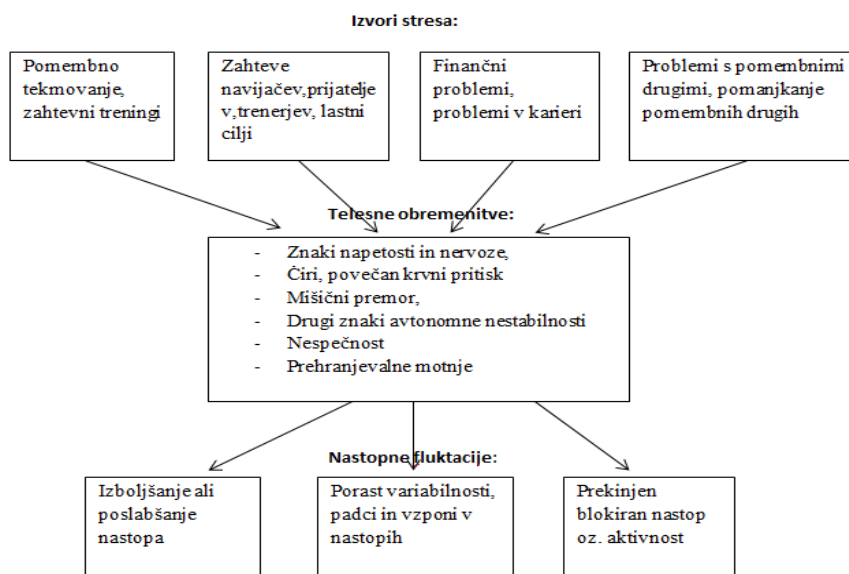 Izvori stresa:
Pomembno
tekmovanje,
zahtevni treningi
Zahteve
navijačev,prijatelje
v,trenerjev, lastni
cilji
Finančni
problemi,
problemi v karieri
Problemi s pomembnimi
drugimi, pomanjkanje
pomembnih drugih
Telesne obremenitve:
- Znaki napetosti in nervoze,
- Čiri, povečan krvni pritisk
- Mišični premor,
- Drugi znaki avtonomne nestabilnosti
- Nespečnost
- Prehranjevalne motnje
Nastopne fluktacije:
Izboljšanje ali
poslabšanje
nastopa
Porast variabilnosti,
padci in vzponi v
nastopih
Prekinjen
blokiran nastop
oz. aktivnost